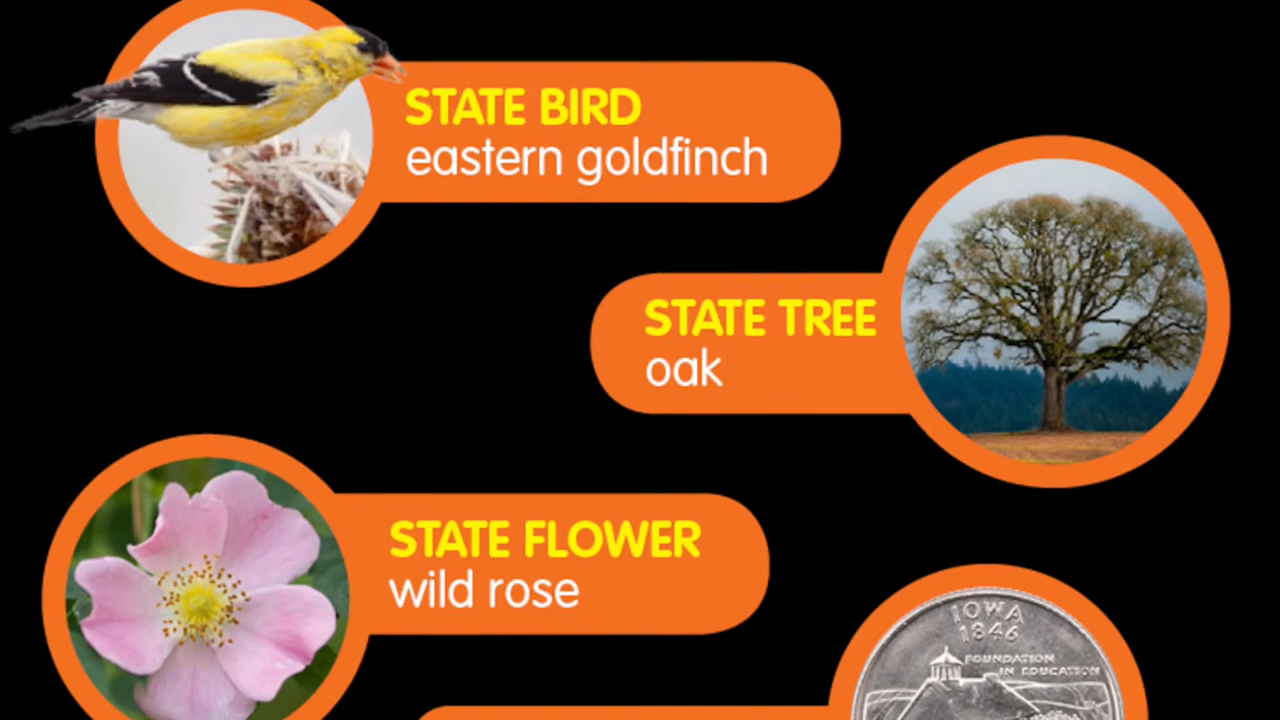 STATE BIRD
eastern goldfinch
STATE TREE
oak
STATE FLOWER
wild rose
IOWA
1846
FOUNDATION
IN EDUCATION